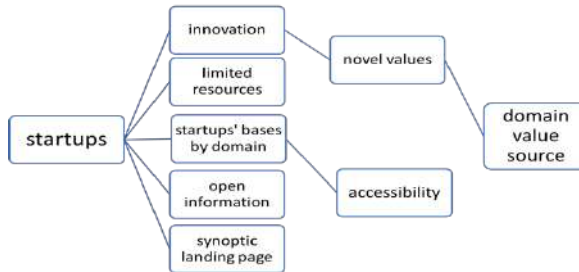 startups
innovation
limited
resources
startups' bases
by domain
open
information
synoptic
landing page
novel values
accessibility
domain
value
source